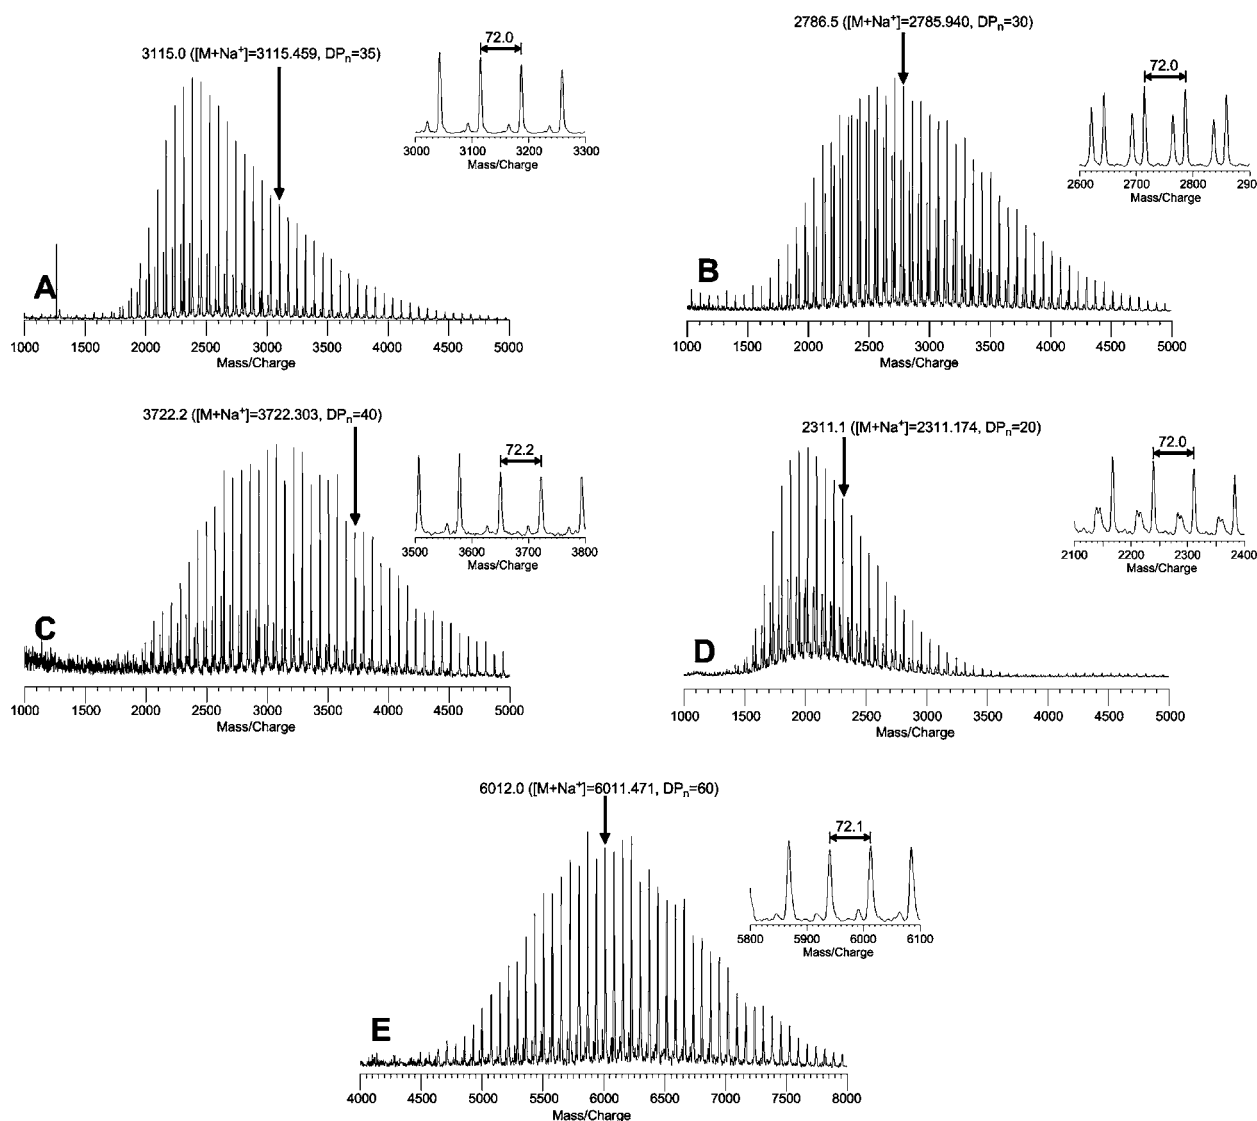 3115.0 ([M+Na⁺]=3115.459, DPₙ=35)
72.0
3000 3100 3200 3300
Mass/Charge
A
1000 1500 2000 2500 3000 3500 4000 4500 5000
Mass/Charge
2786.5 ([M+Na⁺]=2785.940, DPₙ=30)
72.0
2600 2700 2800 290
Mass/Charge
B
1000 1500 2000 2500 3000 3500 4000 4500 5000
Mass/Charge
3722.2 ([M+Na⁺]=3722.303, DPₙ=40)
72.2
3500 3600 3700 3800
Mass/Charge
C
1000 1500 2000 2500 3000 3500 4000 4500 5000
Mass/Charge
2311.1 ([M+Na⁺]=2311.174, DPₙ=20)
72.0
2100 2200 2300 2400
Mass/Charge
D
1000 1500 2000 2500 3000 3500 4000 4500 5000
Mass/Charge
6012.0 ([M+Na⁺]=6011.471, DPₙ=60)
72.1
5800 5900 6000 6100
Mass/Charge
E
4000 4500 5000 5500 6000 6500 7000 7500 8000
Mass/Charge